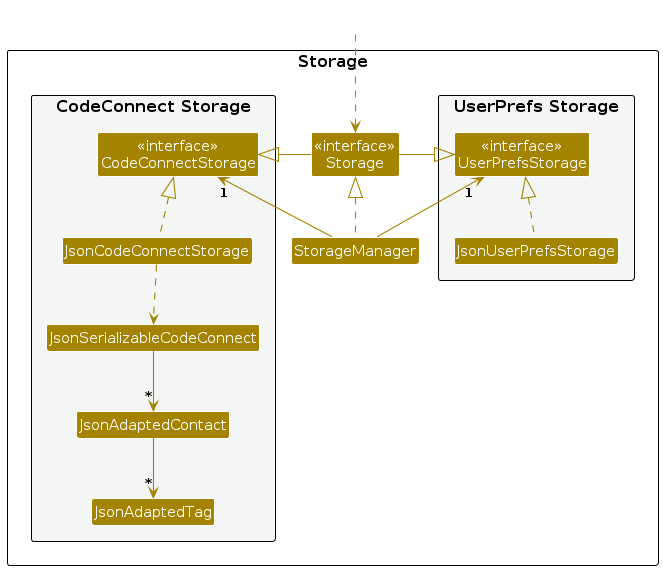 Storage
CodeConnect Storage
UserPrefs Storage
«interface»
CodeConnectStorage
«interface»
Storage
«interface»
UserPrefsStorage
1
1
JsonCodeConnectStorage
StorageManager
JsonUserPrefsStorage
JsonSerializableCodeConnect
*
JsonAdaptedContact
*
JsonAdaptedTag